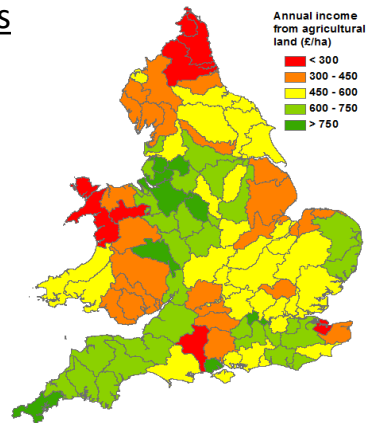 s
Annual income
from agricultural
land (£/ha)
< 300
300 - 450
450 - 600
600 - 750
> 750